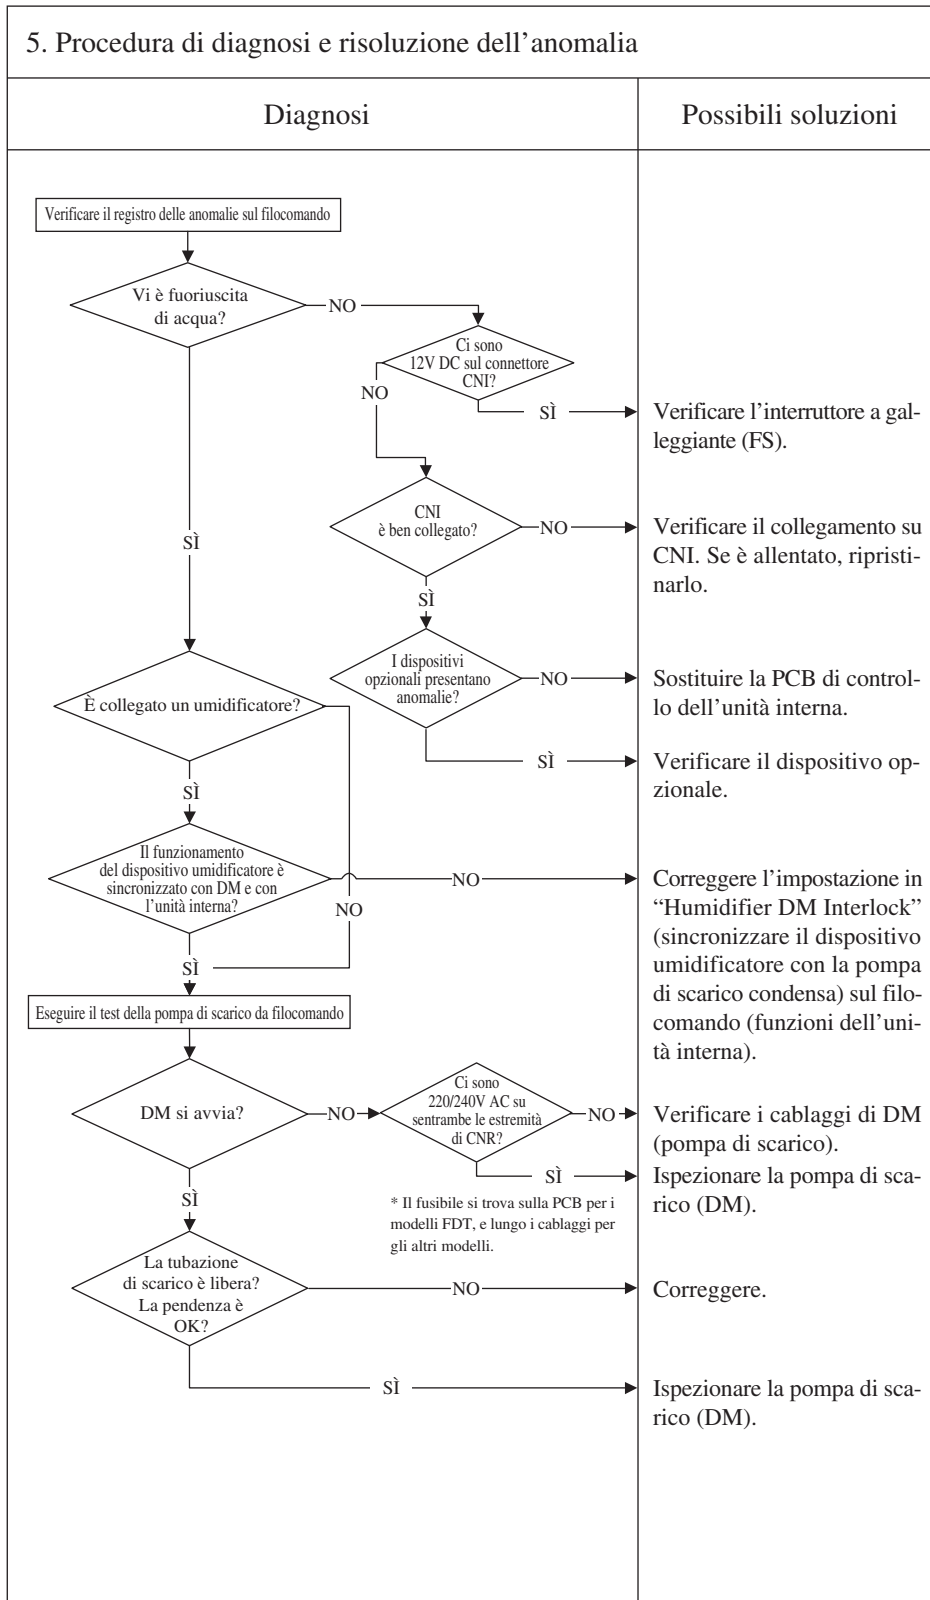 5. Procedura di diagnosi e risoluzione dell’anomalia
Diagnosi
Possibili soluzioni
Verificare il registro delle anomalie sul filocomando
Vi è fuoriuscita
di acqua?
NO
Ci sono
12V DC sul connettore
CNI?
NO
SÌ
Verificare l’interruttore a gal-
leggiante (FS).
CNI
è ben collegato?
NO
Verificare il collegamento su
CNI. Se è allentato, ripristi-
narlo.
SÌ
SÌ
I dispositivi
opzionali presentano
anomalie?
NO
Sostituire la PCB di control-
lo dell’unità interna.
È collegato un umidificatore?
SÌ
Verificare il dispositivo op-
zionale.
SÌ
Il funzionamento
del dispositivo umidificatore è
sincronizzato con DM e con
l’unità interna?
NO
Correggere l’impostazione in
“Humidifier DM Interlock”
(sincronizzare il dispositivo
umidificatore con la pompa
di scarico condensa) sul filo-
comando (funzioni dell’uni-
tà interna).
NO
SÌ
Eseguire il test della pompa di scarico da filocomando
DM si avvia?
NO
Ci sono
220/240V AC su
sentrambe le estremità
di CNR?
NO
Verificare i cablaggi di DM
(pompa di scarico).
SÌ
Ispezionare la pompa di sca-
rico (DM).
SÌ
* Il fusibile si trova sulla PCB per i
modelli FDT, e lungo i cablaggi per
gli altri modelli.
La tubazione
di scarico è libera?
La pendenza è
OK?
NO
Correggere.
SÌ
Ispezionare la pompa di sca-
rico (DM).